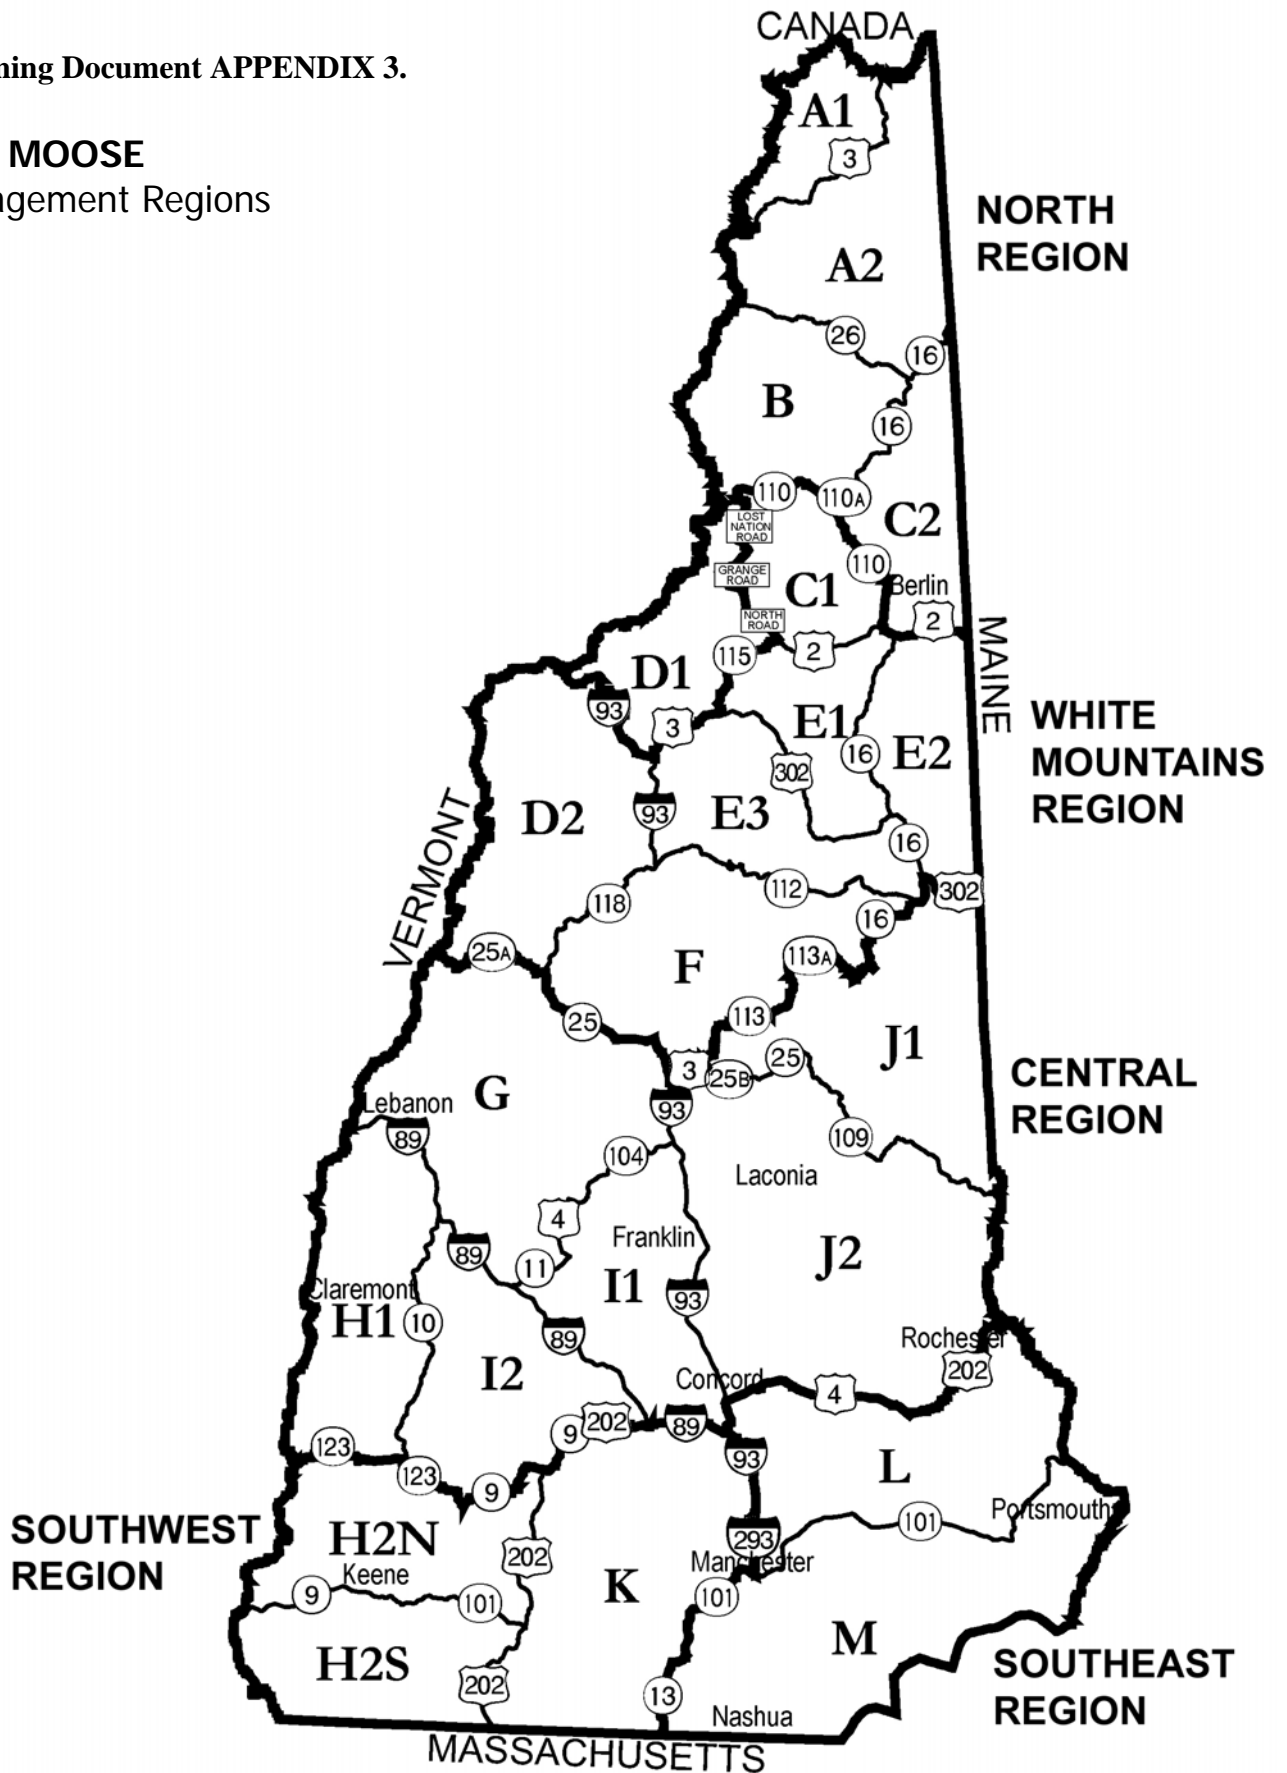 CANADA
ning Document APPENDIX 3.
A1
MOOSE
3
agement Regions
NORTH
REGION
A2
26
16
B
16
110
110A
LOST
NATION
ROAD
C2
110
GRANGE
ROAD
C1
Berlin
NORTH
ROAD
2
MAINE
115
2
D1
93
3
E1
WHITE
MOUNTAINS
REGION
16
E2
302
93
E3
D2
VERMONT
16
112
302
118
16
25A
113A
F
113
25
J1
3
25B
25
CENTRAL
REGION
G
93
Lebanon
89
109
104
Laconia
4
Franklin
89
11
J2
I1
Claremont
93
H1
10
89
Rochester
I2
202
Concord
4
202
9
89
123
93
L
123
9
Portsmouth
SOUTHWEST
REGION
101
293
H2N
202
Manchester
Keene
K
9
101
101
M
H2S
SOUTHEAST
REGION
202
13
Nashua
MASSACHUSETTS